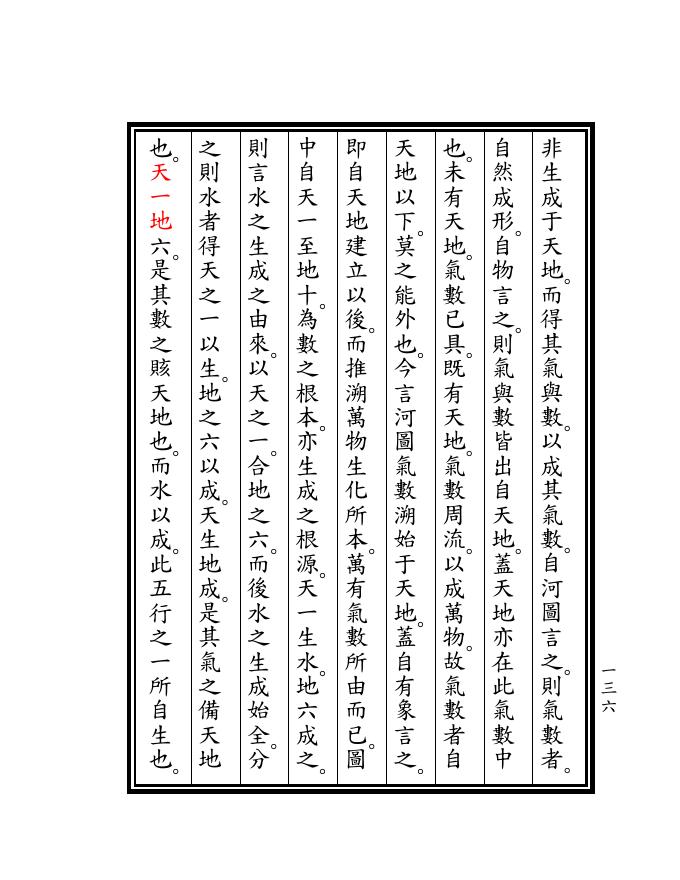 非生成于天地。而得其氣與數。以成其氣數。自河圖言之。則氣數者。
自然成形。自物言之。則氣與數皆出自天地。蓋天地亦在此氣數中
也。未有天地。氣數已具。既有天地。氣數周流。以成萬物。故氣數者自
天地以下。莫之能外也。今言河圖氣數溯始于天地。蓋自有象言之。
即自天地建立以後。而推溯萬物生化所本。萬有氣數所由而已。圖
中自天一至地十。為數之根本。亦生成之根源。天一生水。地六成之。
則言水之生成之由來。以天之一。合地之六。而後水之生成始全。分
之則水者得天之一以生。地之六以成。天生地成。是其氣之備天地
也。天一地六。是其數之賅天地也。而水以成。此五行之一所自生也。
一三六